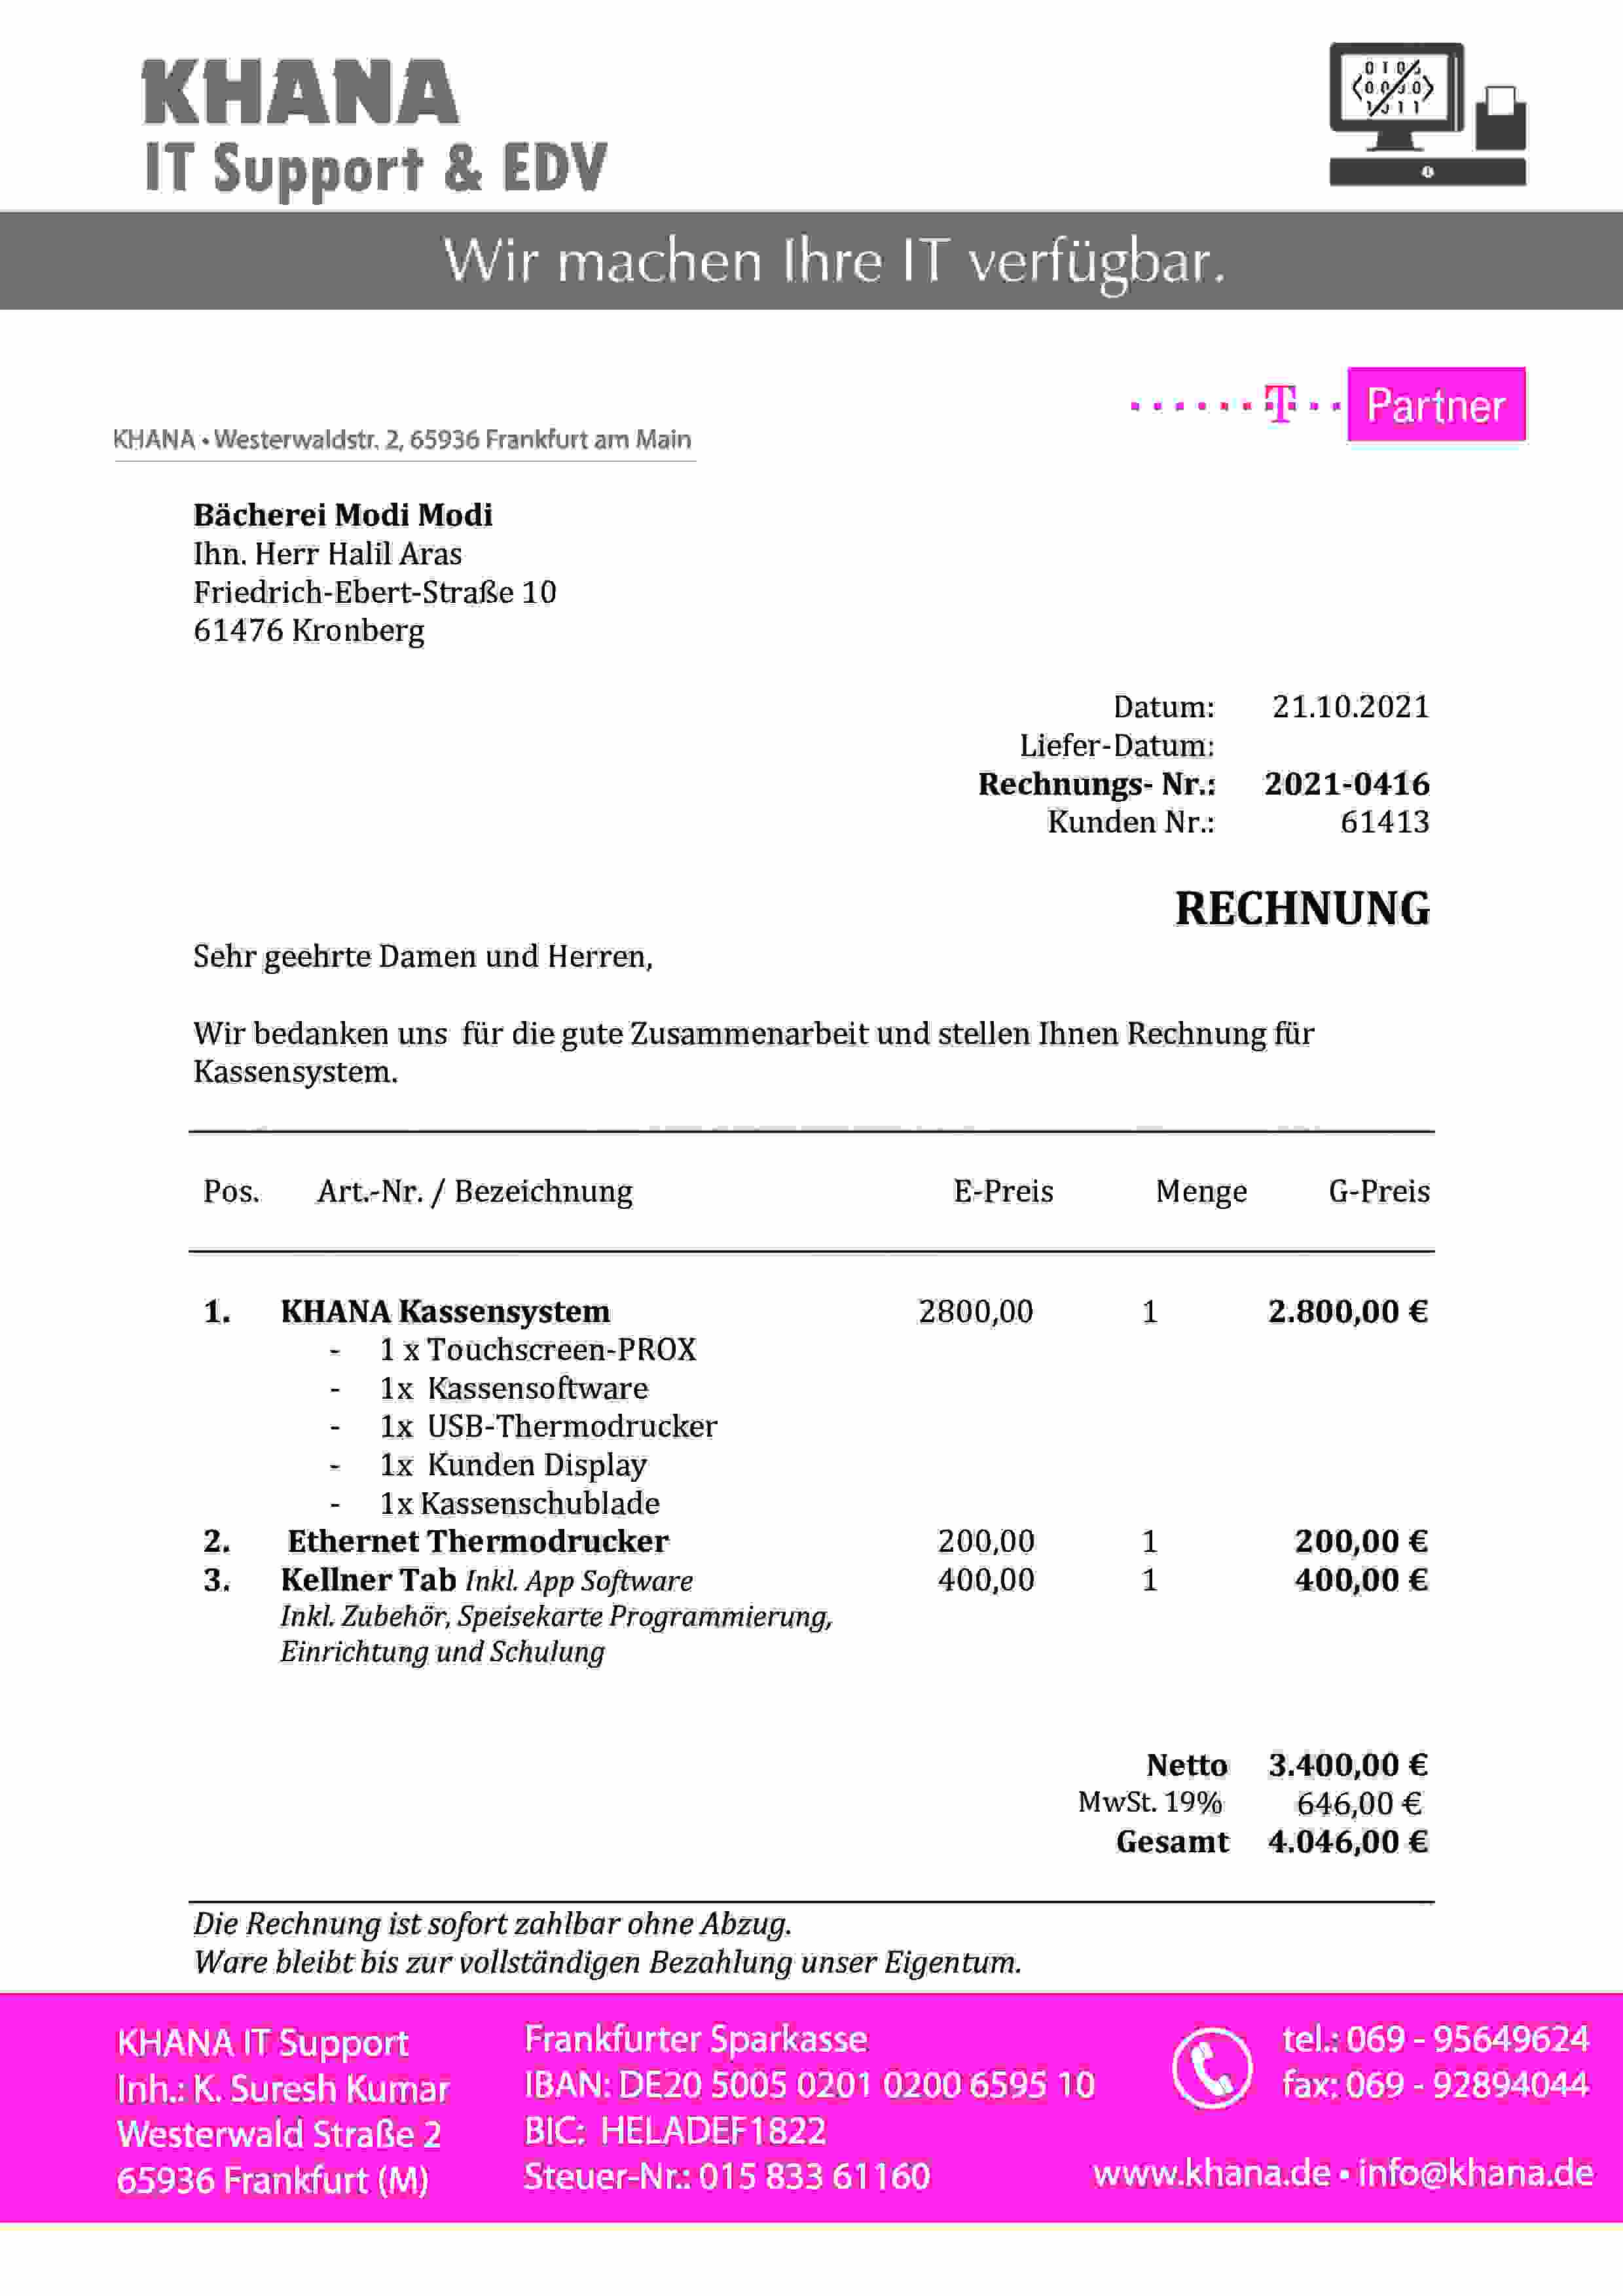 KHANA
IT Support & EDV
Wir machen Ihre IT verfügbar.
T Partner
KHANA • Westerwaldstr. 2, 65936 Frankfurt am Main
Bächerei Modi Modi
Ihn. Herr Halil Aras
Friedrich-Ebert-Straße 10
61476 Kronberg
Datum: 21.10.2021
Liefer-Datum:
Rechnungs- Nr.: 2021-0416
Kunden Nr.: 61413
RECHNUNG
Sehr geehrte Damen und Herren,
Wir bedanken uns für die gute Zusammenarbeit und stellen Ihnen Rechnung für
Kassensystem.
Pos. Art.-Nr. / Bezeichnung E-Preis Menge G-Preis
1. KHANA Kassensystem 2800,00 1 2.800,00 €
- 1 x Touchscreen-PROX
- 1x Kassensoftware
- 1x USB-Thermodrucker
- 1x Kunden Display
- 1x Kassenschublade
2. Ethernet Thermodrucker 200,00 1 200,00 €
3. Kellner Tab Inkl. App Software 400,00 1 400,00 €
Inkl. Zubehör, Speisekarte Programmierung,
Einrichtung und Schulung
Netto 3.400,00 €
MwSt. 19% 646,00 €
Gesamt 4.046,00 €
Die Rechnung ist sofort zahlbar ohne Abzug.
Ware bleibt bis zur vollständigen Bezahlung unser Eigentum.
KHANA IT Support
Inh.: K. Suresh Kumar
Westerwald Straße 2
65936 Frankfurt (M)
Frankfurter Sparkasse
IBAN: DE20 5005 0201 0200 6595 10
BIC: HELADEF1822
Steuer-Nr.: 015 833 61160
tel.: 069 - 95649624
fax: 069 - 92894044
www.khana.de • info@khana.de